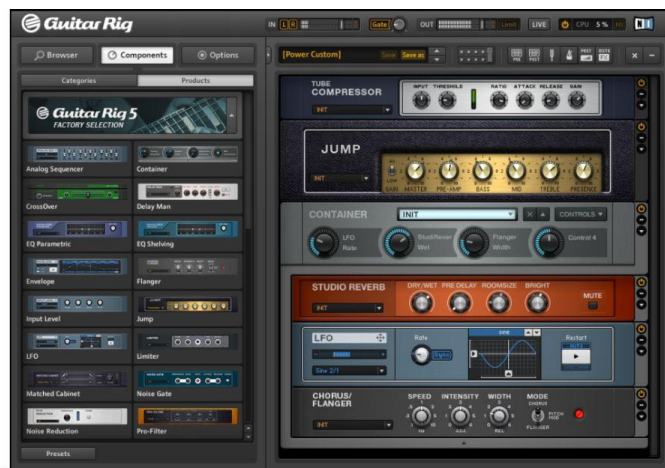 Guitar Rig
IN L R
Gate
OUT
Limit
LIVE
CPU 5 %
Browser
Components
Options
[Power Custom]
Save
Save as
Categories
Products
Guitar Rig 5
FACTORY SELECTION
Analog Sequencer
Container
CrossOver
Delay Man
EQ Parametric
EQ Shelving
Envelope
Flanger
Input Level
Jump
LFO
Limiter
Matched Cabinet
Noise Gate
Noise Reduction
Pro-Filter
Presets
TUBE
COMPRESSOR
INIT
INPUT THRESHOLD RATIO ATTACK RELEASE GAIN
JUMP
INIT
GAIN MASTER PRE-AMP BASS MID TREBLE PRESENCE
CONTAINER
INIT
CONTROLS
LFO
Rate
Wet
Flanger
Width
Control 4
STUDIO REVERB
INIT
DRY/WET PRE DELAY ROOMSIZE BRIGHT
MUTE
LFO
Sine 2/1
Rate
Sync
SINE
Restart
CHORUS/
FLANGER
INIT
SPEED INTENSITY WIDTH MODE
CHORUS
PITCH
FLANGER